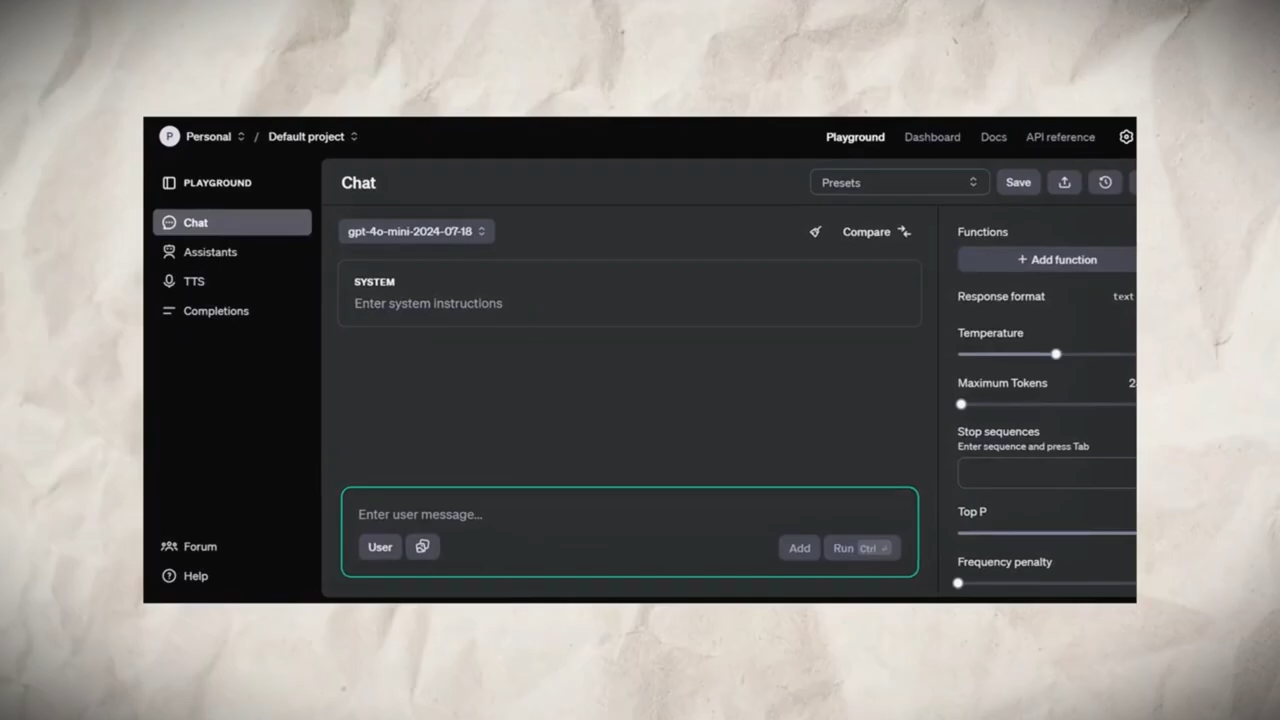 P Personal / Default project
Playground Dashboard Docs API reference
PLAYGROUND
Chat
Assistants
TTS
Completions
Forum
Help
Chat
Presets Save
gpt-4o-mini-2024-07-18
Compare
SYSTEM
Enter system instructions
Enter user message...
User
Add Run Ctrl ↵
Functions
+ Add function
Response format text
Temperature
Maximum Tokens 2
Stop sequences
Enter sequence and press Tab
Top P
Frequency penalty